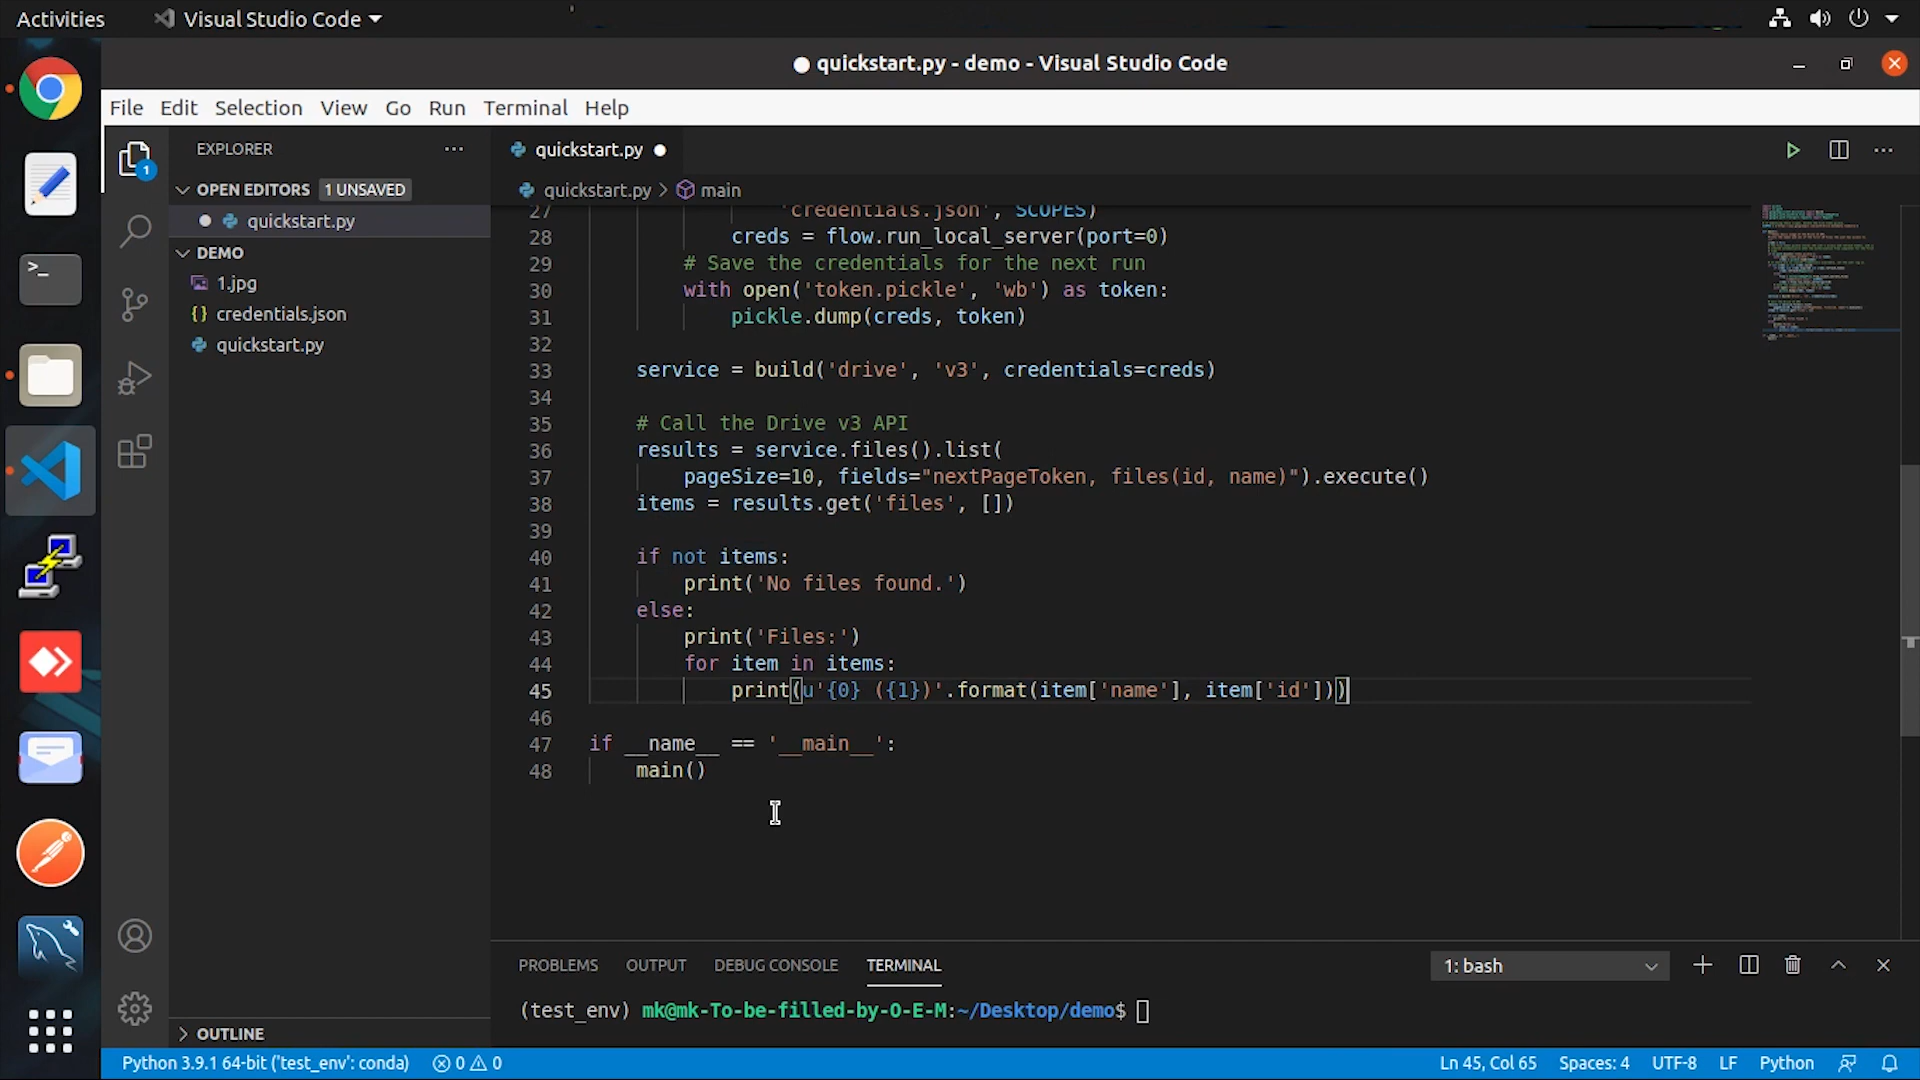 Activities
Visual Studio Code
quickstart.py - demo - Visual Studio Code
File Edit Selection View Go Run Terminal Help
1
EXPLORER
OPEN EDITORS 1 UNSAVED
quickstart.py
DEMO
1.jpg
credentials.json
quickstart.py
OUTLINE
quickstart.py
quickstart.py > main
27 'credentials.json', SCOPES)
28 creds = flow.run_local_server(port=0)
29 # Save the credentials for the next run
30 with open('token.pickle', 'wb') as token:
31 pickle.dump(creds, token)
32
33 service = build('drive', 'v3', credentials=creds)
34
35 # Call the Drive v3 API
36 results = service.files().list(
37 pageSize=10, fields="nextPageToken, files(id, name)").execute()
38 items = results.get('files', [])
39
40 if not items:
41 print('No files found.')
42 else:
43 print('Files:')
44 for item in items:
45 print(u'{0} ({1})'.format(item['name'], item['id']))
46
47 if __name__ == '__main__':
48 main()
PROBLEMS OUTPUT DEBUG CONSOLE TERMINAL 1: bash
(test_env) mk@mk-To-be-filled-by-O-E-M:~/Desktop/demo$
Python 3.9.1 64-bit ('test_env': conda) 0 0 Ln 45, Col 65 Spaces: 4 UTF-8 LF Python